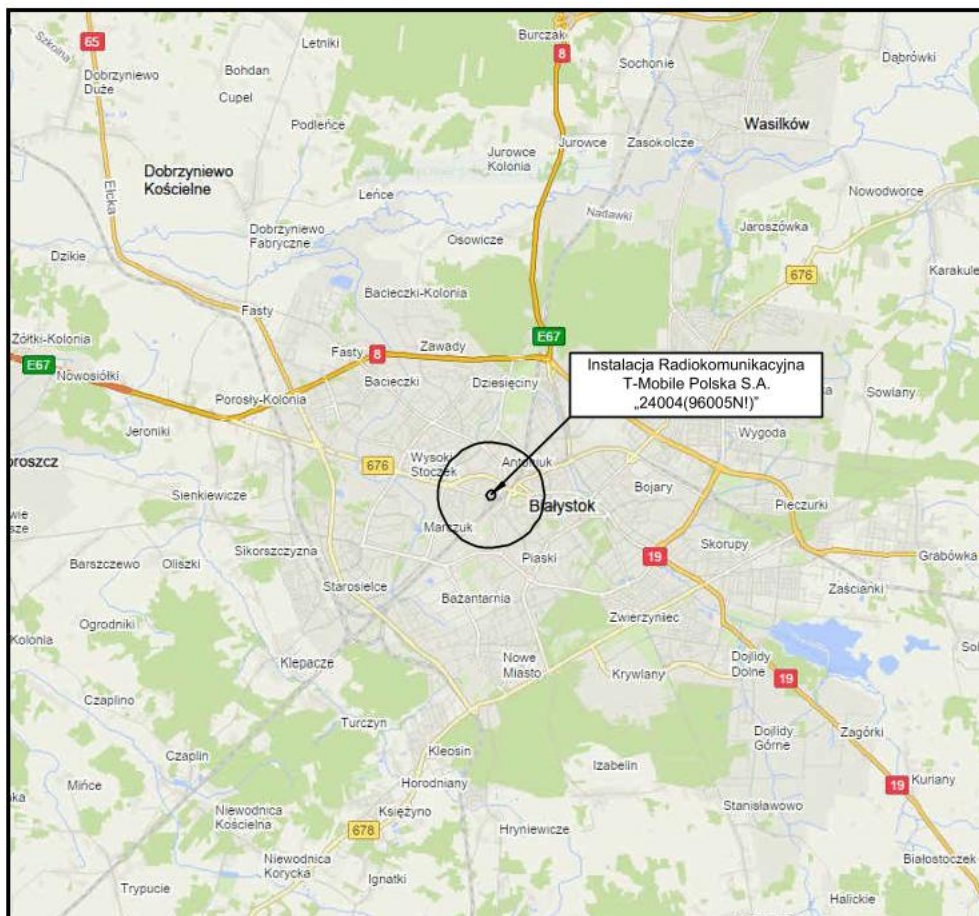 Burczak
65
Szkolna
Letniki
8
Sochonie
Dąbrówki
Dobrzyniewo
Duże
Bohdan
Cupel
Podleńce
Wasilków
Jurowce
Kolonia
Jurowce
Zasokolcze
Dobrzyniewo
Kościelne
Ełcka
Leńce
Nowodworce
Nadawki
Jaroszówka
Dobrzyniewo
Fabryczne
Osowicze
Dzikie
676
Karakule
Bacieczki-Kolonia
Fasty
Żółtki-Kolonia
E67
Zawady
Fasty
8
E67
Nowosiółki
Bacieczki
Dziesięciny
Instalacja Radiokomunikacyjna
T-Mobile Polska S.A.
„24004(96005N!)”
Sowlany
Porosły-Kolonia
Jeroniki
Wygoda
oroszcz
676
Wysoki
Stoczek
Antoniuk
Sienkiewicze
Bojary
Pieczurki
Białystok
wie
sze
Marczuk
Sikorszczyzna
Skorupy
Barszczewo
Oliszki
Piaski
19
Grabówka
Starosielce
Zaścianki
Bażantarnia
Ogrodniki
Zwierzyniec
Kolonia
Klepacze
Nowe
Miasto
Krywlany
Dojlidy
Dolne
19
Czaplino
Turczyn
Dojlidy
Górne
Zagórki
Czaplin
Kleosin
Izabelin
Mińce
Horodniany
Kuriany
19
Niewodnica
Kościelna
Księżyno
Stanisławowo
678
Hryniewicze
Niewodnica
Korycka
Białostoczek
Trypucie
Ignatki
Halickie